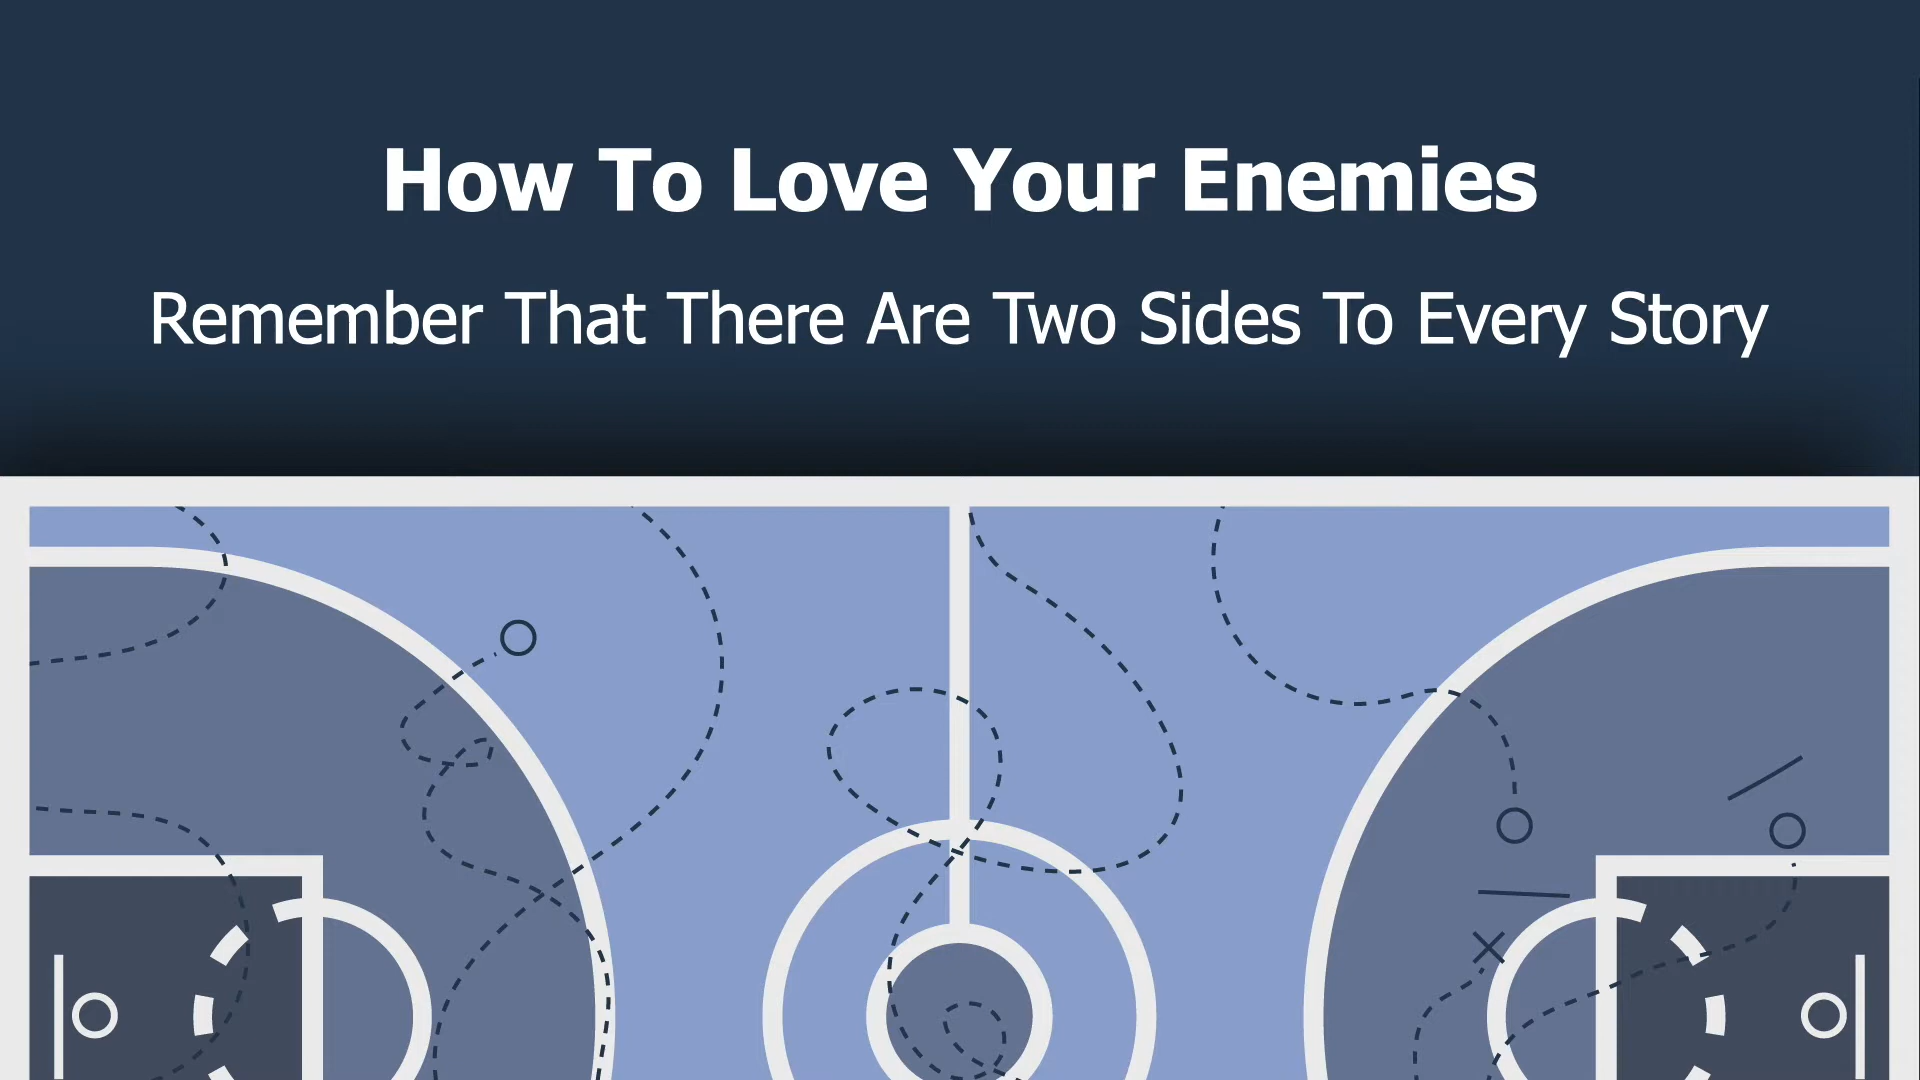 How To Love Your Enemies
Remember That There Are Two Sides To Every Story